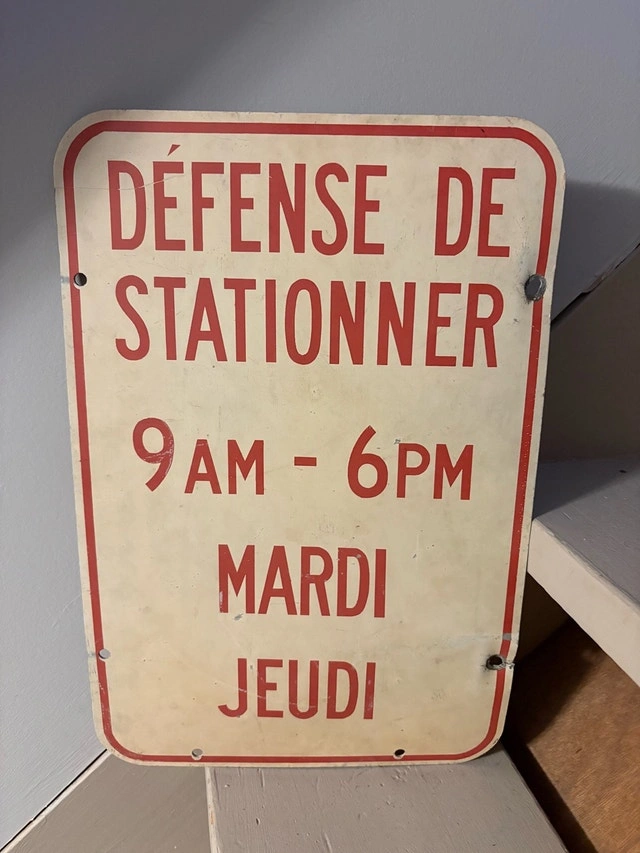 DÉFENSE DE
STATIONNER
9AM - 6PM
MARDI
JEUDI